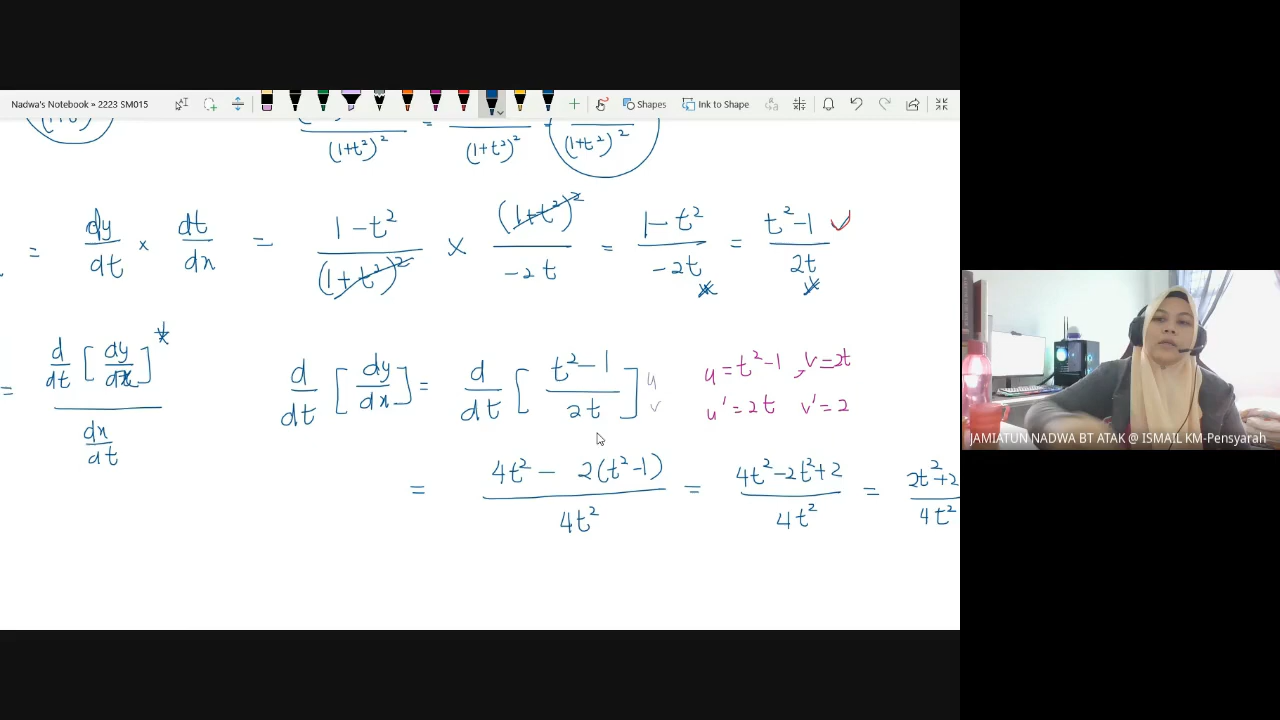 Nadwa's Notebook » 2223 SM015
Shapes Ink to Shape
(1+t²)² = (1+t²)² (1+t²)²
= dy/dt × dt/dx = 1-t²/(1+t²)² × (1+t²)²/-2t = 1-t²/-2t = t²-1/2t ✓
= d/dt [dy/dx]* / dx/dt
d/dt [dy/dx] = d/dt [t²-1/2t] u v
u = t²-1, v = 2t
u' = 2t v' = 2
= 4t² - 2(t²-1)/4t² = 4t²-2t²+2/4t² = 2t²+2/4t²
JAMIATUN NADWA BT ATAK @ ISMAIL KM-Pensyarah